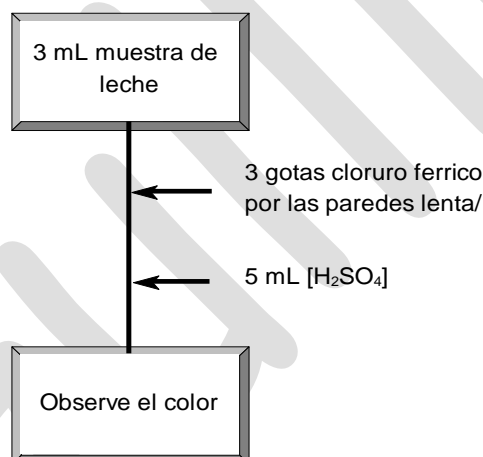 3 mL muestra de
leche
3 gotas cloruro ferrico
por las paredes lenta/
5 mL [H₂SO₄]
Observe el color